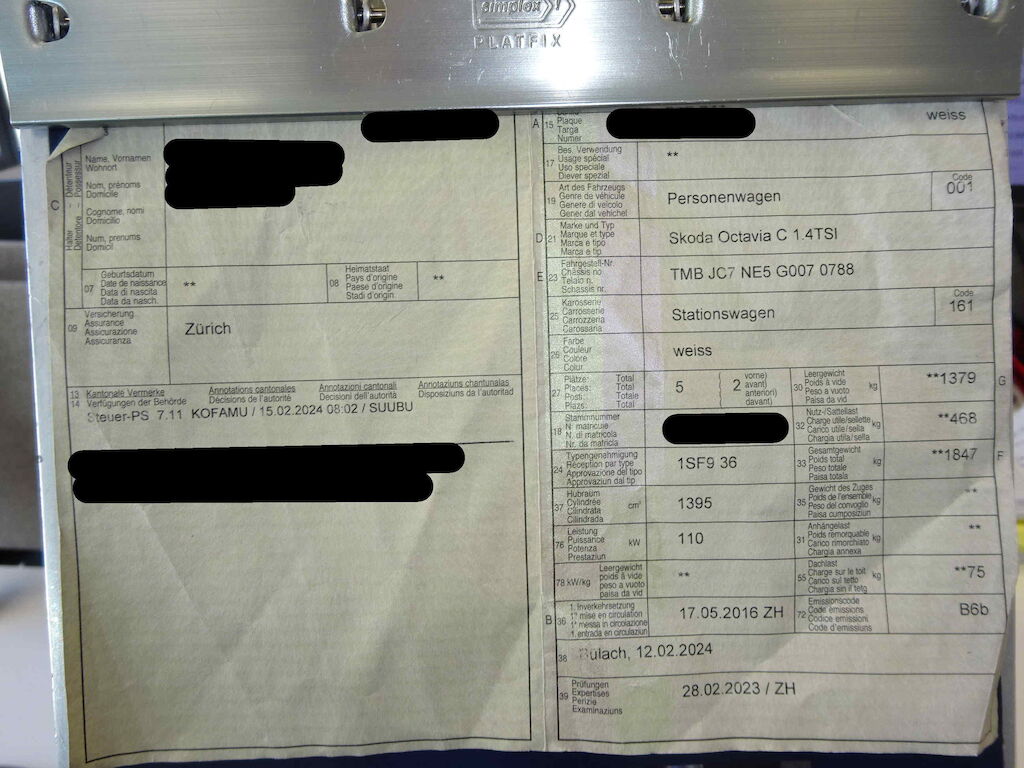 simplex
PLATFIX
C
Halter Détenteur
Détentore Possessur
Name, Vornamen
Wohnort
Nom, prénoms
Domicile
Cognome, nomi
Domicilio
Num, prenums
Domicil
07
Geburtsdatum
Date de naissance
Data di nascita
Data da nasch.
**
08
Heimatstaat
Pays d'origine
Paese d'origine
Stadi d'origin
**
09
Versicherung
Assurance
Assicurazione
Assicuranza
Zürich
13 Kantonale Vermerke Annotations cantonales Annotazioni cantonali Annotaziuns chantunalas
14 Verfügungen der Behörde Décisions de l'autorité Decisioni dell'autorità Disposiziuns da l'autoritad
Steuer-PS 7.11 KOFAMU / 15.02.2024 08:02 / SUUBU
A 15
Plaque
Targa
Numer
weiss
17
Bes. Verwendung
Usage spécial
Uso speciale
Diever spezial
**
19
Art des Fahrzeugs
Genre de véhicule
Genere di veicolo
Gener dal vehichel
Personenwagen
Code
001
D 21
Marke und Typ
Marque et type
Marca e tipo
Marca e tip
Skoda Octavia C 1.4TSI
E 23
Fahrgestell-Nr.
Châssis no.
Telaio n.
Schassis nr.
TMB JC7 NE5 G007 0788
25
Karosserie
Carrosserie
Carrozzeria
Carossaria
Stationswagen
Code
161
26
Farbe
Couleur
Colore
Colur
weiss
27
Plätze: Total
Places: Total
Posti: Totale
Plazs: Total
5
2
vorne)
avant)
anteriori)
davant)
30
Leergewicht
Poids à vide
Peso a vuoto
Paisa da vid
kg
**1379
G
18
Stammnummer
N. matricule
N. di matricola
Nr. da matricla
32
Nutz-/Sattellast
Charge utile/sellette
Carico utile/sella
Chargia utila/sella
kg
**468
24
Typengenehmigung
Réception par type
Approvazione del tipo
Approvaziun dal tip
1SF9 36
33
Gesamtgewicht
Poids total
Peso totale
Paisa totala
kg
**1847
F
37
Hubraum
Cylindrée
Cilindrata
Cilindrada
cm³
1395
35
Gewicht des Zuges
Poids de l'ensemble
Peso del convoglio
Paisa cumposiziun
kg
**
76
Leistung
Puissance
Potenza
Prestaziun
kW
110
31
Anhängelast
Poids remorquable
Carico rimorchiato
Chargia annexa
kg
**
78 kW/kg
Leergewicht
poids à vide
peso a vuoto
paisa da vid
**
55
Dachlast
Charge sur le toit
Carico sul tetto
Chargia sin il tetg
kg
**75
B 36
1. Inverkehrsetzung
1re mise en circulation
1a messa in circolazione
1. entrada en circulaziun
17.05.2016 ZH
72
Emissionscode
Code émissions
Codice emissioni
Code d'emissiuns
B6b
38
Bulach, 12.02.2024
39
Prüfungen
Expertises
Perizie
Examinaziuns
28.02.2023 / ZH